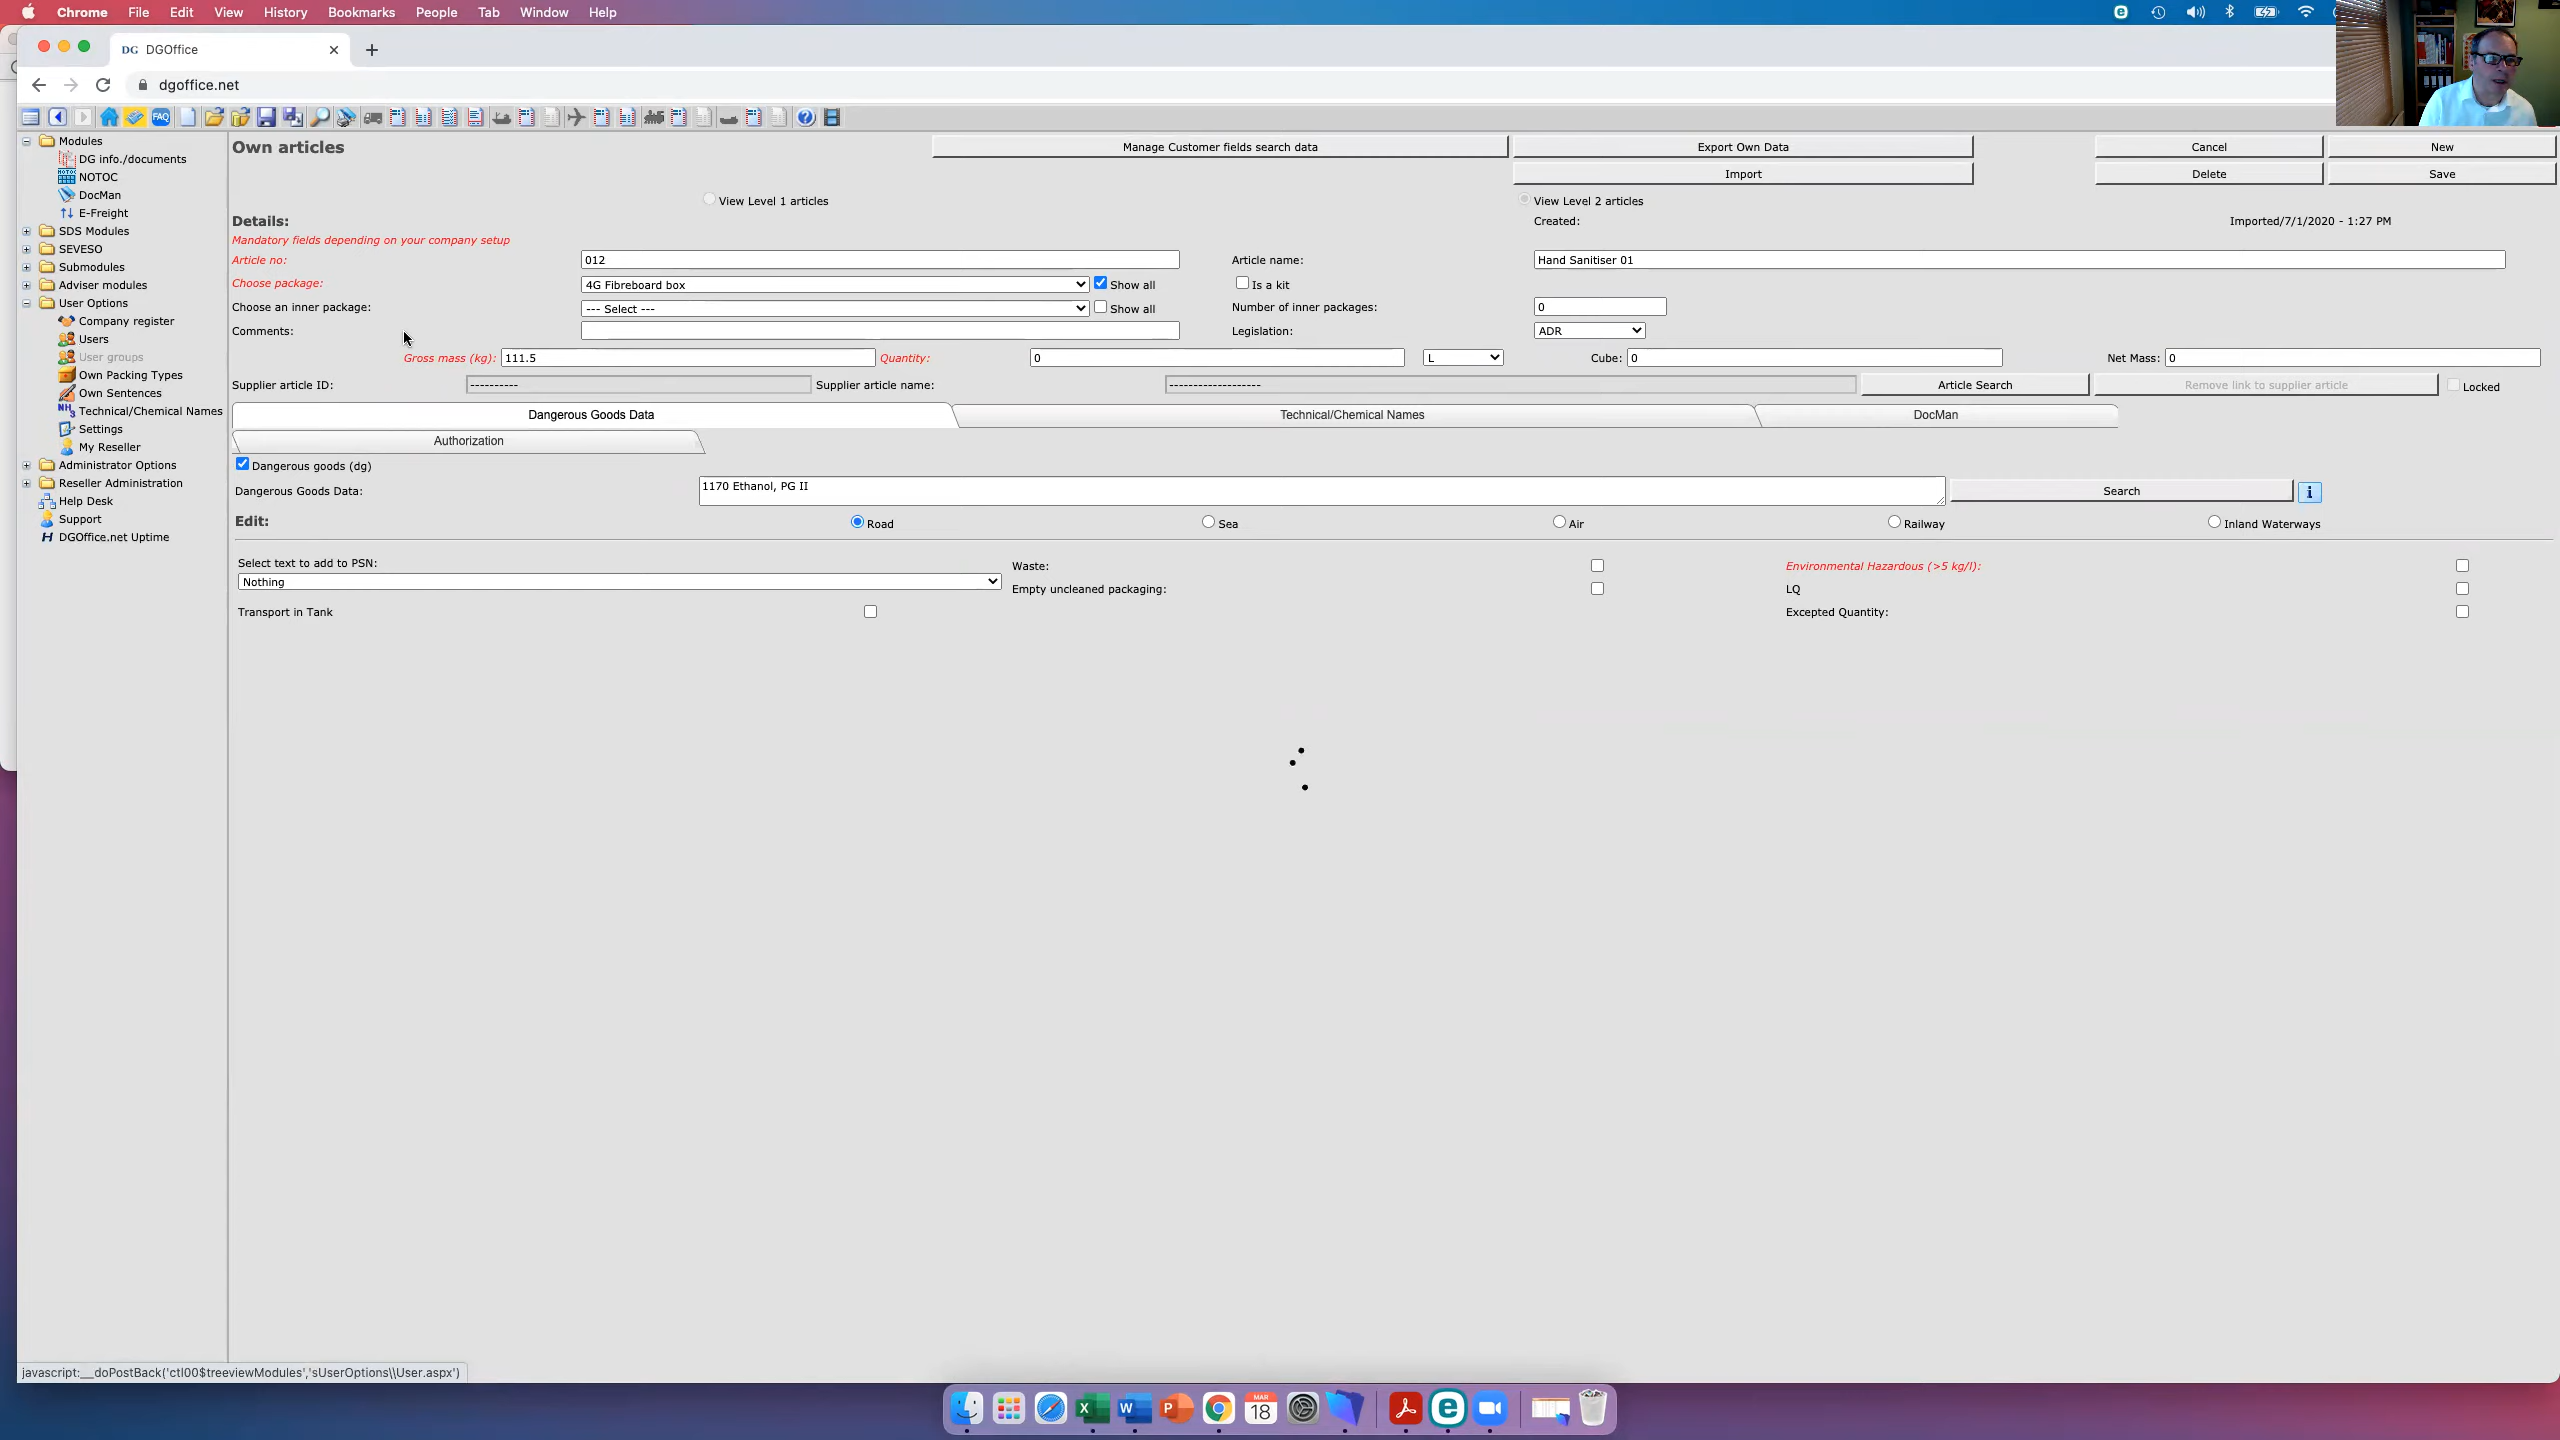 Chrome File Edit View History Bookmarks People Tab Window Help
DG DGOffice
dgoffice.net
FAQ
Modules
DG info./documents
NOTOC
DocMan
E-Freight
SDS Modules
SEVESO
Submodules
Adviser modules
User Options
Company register
Users
User groups
Own Packing Types
Own Sentences
Technical/Chemical Names
Settings
My Reseller
Administrator Options
Reseller Administration
Help Desk
Support
DGOffice.net Uptime
Own articles Manage Customer fields search data Export Own Data Cancel New
Import Delete Save
View Level 1 articles View Level 2 articles
Details: Created: Imported/7/1/2020 - 1:27 PM
Mandatory fields depending on your company setup
Article no: 012 Article name: Hand Sanitiser 01
Choose package: 4G Fibreboard box Show all Is a kit
Choose an inner package: --- Select --- Show all Number of inner packages: 0
Comments: Legislation: ADR
Gross mass (kg): 111.5 Quantity: 0 L Cube: 0 Net Mass: 0
Supplier article ID: ---------- Supplier article name: ------------------- Article Search Remove link to supplier article Locked
Dangerous Goods Data Technical/Chemical Names DocMan
Authorization
Dangerous goods (dg)
Dangerous Goods Data: 1170 Ethanol, PG II Search i
Edit: Road Sea Air Railway Inland Waterways
Select text to add to PSN: Waste: Environmental Hazardous (>5 kg/l):
Nothing Empty uncleaned packaging: LQ
Transport in Tank Excepted Quantity:
javascript:__doPostBack('ctl00$treeviewModules','sUserOptions\\User.aspx')
MAR
18